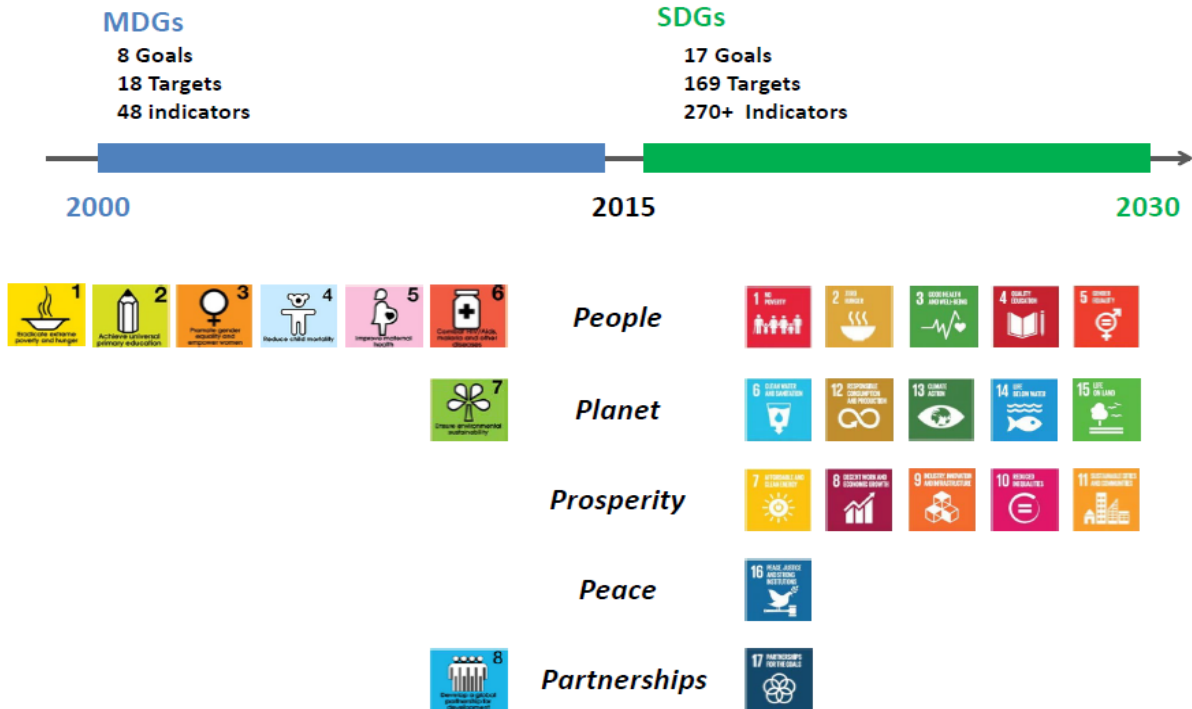 MDGs
8 Goals
18 Targets
48 indicators
SDGs
17 Goals
169 Targets
270+ Indicators
2000
2015
2030
1
Eradicate extreme
poverty and hunger
2
Achieve universal
primary education
3
Promote gender
equality and
empower women
4
Reduce child mortality
5
Improve maternal
health
6
Combat HIV/Aids,
malaria and other
diseases
People
1 NO
POVERTY
2 ZERO
HUNGER
3 GOOD HEALTH
AND WELL-BEING
4 QUALITY
EDUCATION
5 GENDER
EQUALITY
7
Ensure environmental
sustainability
Planet
6 CLEAN WATER
AND SANITATION
12 RESPONSIBLE
CONSUMPTION
AND PRODUCTION
13 CLIMATE
ACTION
14 LIFE
BELOW WATER
15 LIFE
ON LAND
Prosperity
7 AFFORDABLE AND
CLEAN ENERGY
8 DECENT WORK AND
ECONOMIC GROWTH
9 INDUSTRY, INNOVATION
AND INFRASTRUCTURE
10 REDUCED
INEQUALITIES
11 SUSTAINABLE CITIES
AND COMMUNITIES
Peace
16 PEACE, JUSTICE
AND STRONG
INSTITUTIONS
8
Develop a global
partnership for
development
Partnerships
17 PARTNERSHIPS
FOR THE GOALS